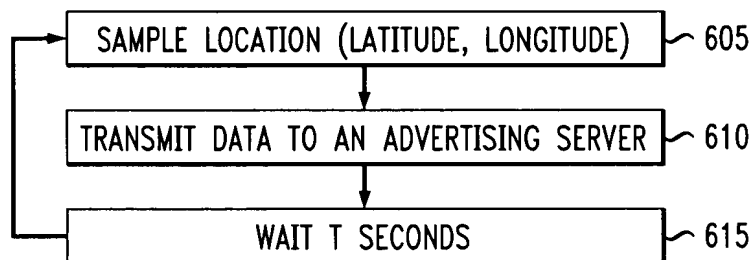 SAMPLE LOCATION (LATITUDE, LONGITUDE) 605
TRANSMIT DATA TO AN ADVERTISING SERVER 610
WAIT T SECONDS 615